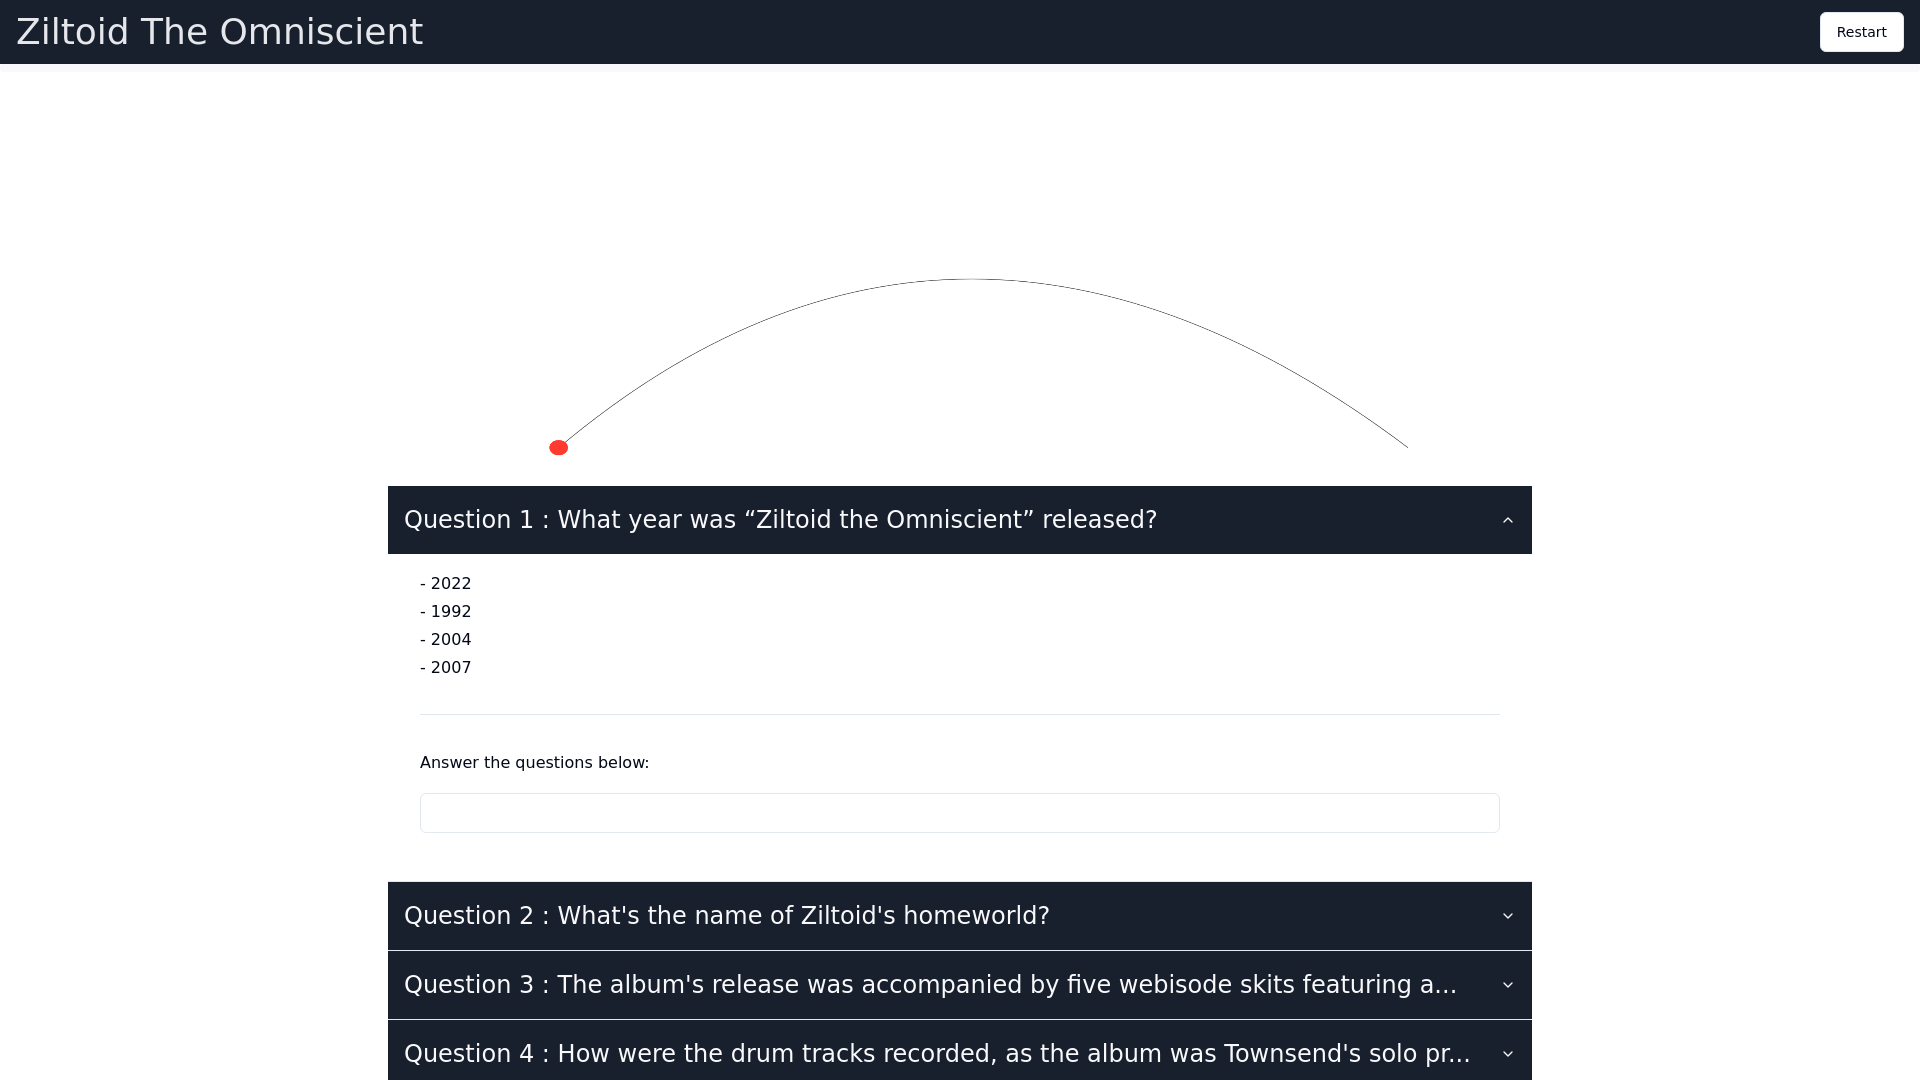 Ziltoid The Omniscient
Restart
Question 1 : What year was “Ziltoid the Omniscient” released?
- 2022
- 1992
- 2004
- 2007
Answer the questions below:
Question 2 : What's the name of Ziltoid's homeworld?
Question 3 : The album's release was accompanied by five webisode skits featuring a...
Question 4 : How were the drum tracks recorded, as the album was Townsend's solo pr...